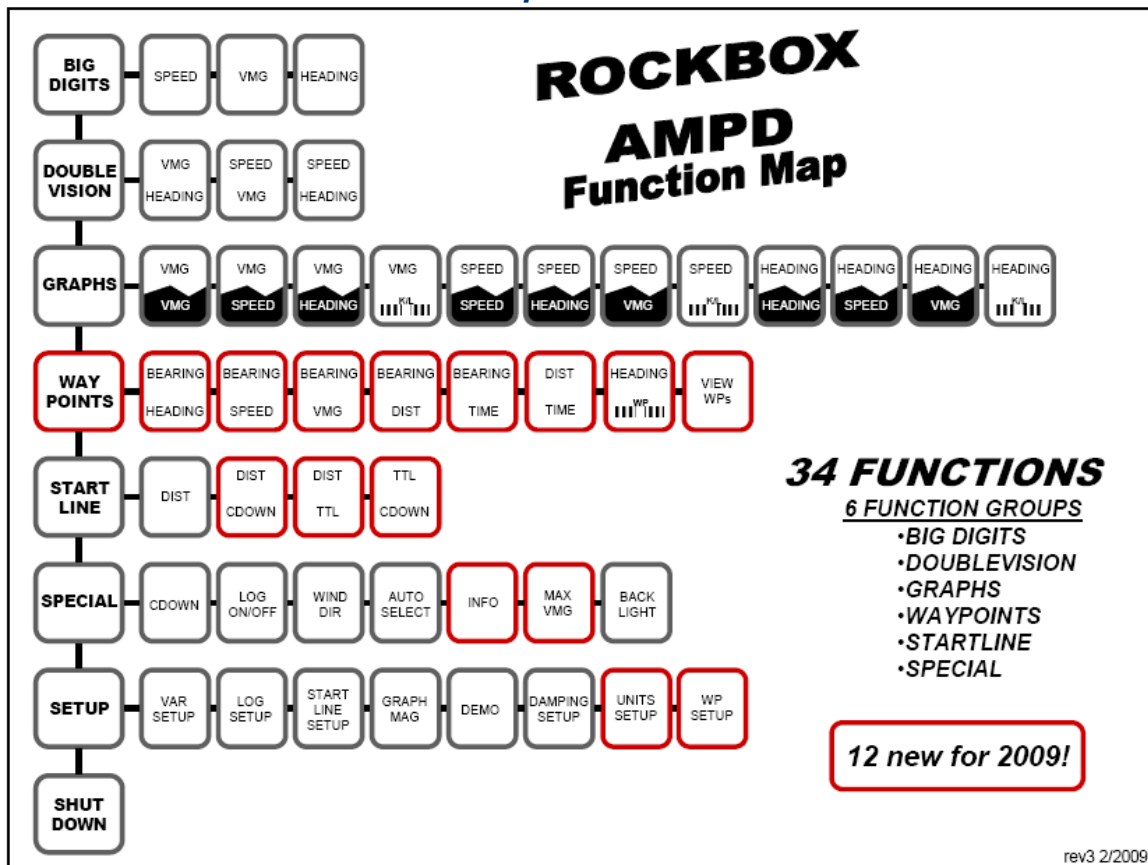 ROCKBOX
AMPD
Function Map
BIG
DIGITS
SPEED
VMG
HEADING
DOUBLE
VISION
VMG
HEADING
SPEED
VMG
SPEED
HEADING
GRAPHS
VMG
VMG
VMG
SPEED
VMG
HEADING
VMG
K/L
SPEED
SPEED
SPEED
HEADING
SPEED
VMG
SPEED
K/L
HEADING
HEADING
HEADING
SPEED
HEADING
VMG
HEADING
K/L
WAY
POINTS
BEARING
HEADING
BEARING
SPEED
BEARING
VMG
BEARING
DIST
BEARING
TIME
DIST
TIME
HEADING
WP
VIEW
WPs
START
LINE
DIST
DIST
CDOWN
DIST
TTL
TTL
CDOWN
SPECIAL
CDOWN
LOG
ON/OFF
WIND
DIR
AUTO
SELECT
INFO
MAX
VMG
BACK
LIGHT
SETUP
VAR
SETUP
LOG
SETUP
START
LINE
SETUP
GRAPH
MAG
DEMO
DAMPING
SETUP
UNITS
SETUP
WP
SETUP
SHUT
DOWN
34 FUNCTIONS
6 FUNCTION GROUPS
•BIG DIGITS
•DOUBLEVISION
•GRAPHS
•WAYPOINTS
•STARTLINE
•SPECIAL
12 new for 2009!
rev3 2/2009